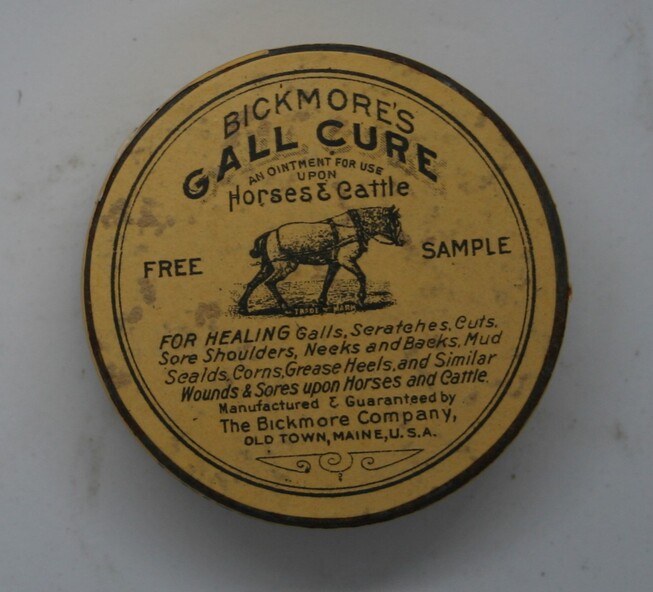 BICKMORE'S
GALL CURE
AN OINTMENT FOR USE
UPON
Horses & Cattle
FREE SAMPLE
TRADE MARK
FOR HEALING Galls, Scratches, Cuts,
Sore Shoulders, Necks and Backs, Mud
Scalds, Corns, Grease Heels, and Similar
Wounds & Sores upon Horses and Cattle.
Manufactured & Guaranteed by
The Bickmore Company,
OLD TOWN, MAINE, U.S.A.